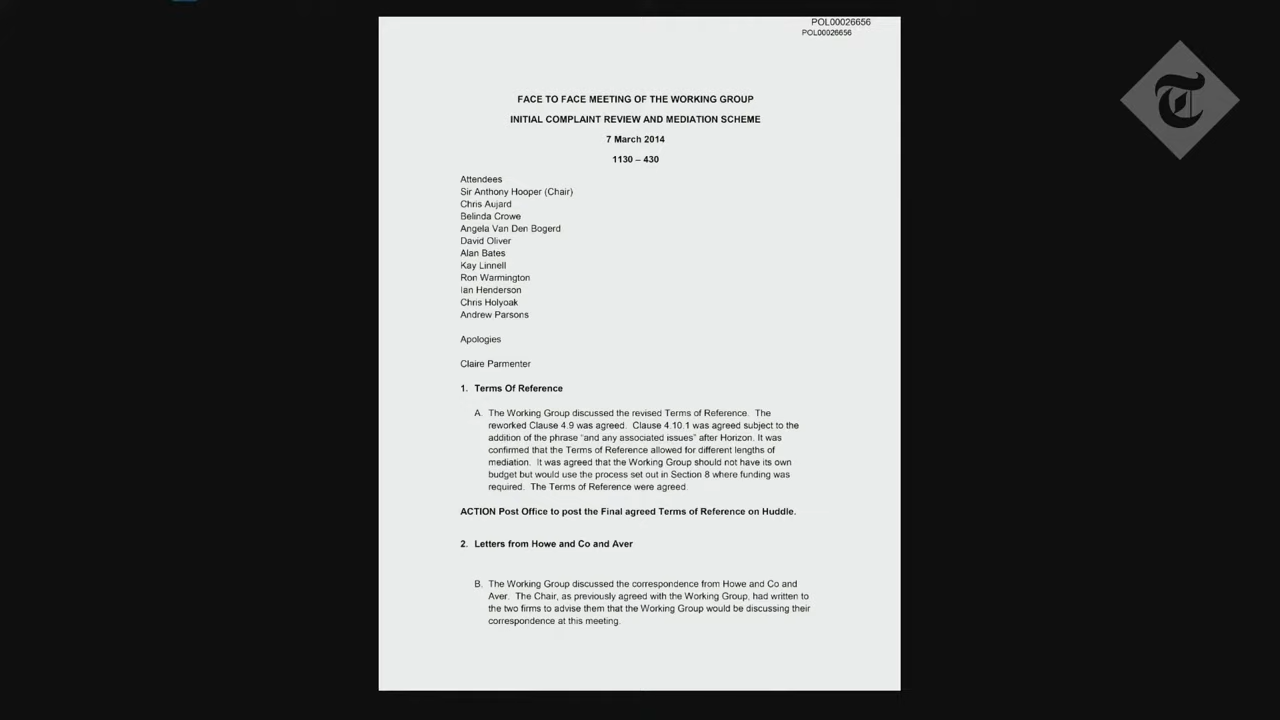 POL00026656
POL00026656
FACE TO FACE MEETING OF THE WORKING GROUP
INITIAL COMPLAINT REVIEW AND MEDIATION SCHEME
7 March 2014
1130 – 430
Attendees
Sir Anthony Hooper (Chair)
Chris Aujard
Belinda Crowe
Angela Van Den Bogerd
David Oliver
Alan Bates
Kay Linnell
Ron Warmington
Ian Henderson
Chris Holyoak
Andrew Parsons
Apologies
Claire Parmenter
1. Terms Of Reference
A. The Working Group discussed the revised Terms of Reference. The
reworked Clause 4.9 was agreed. Clause 4.10.1 was agreed subject to the
addition of the phrase “and any associated issues” after Horizon. It was
confirmed that the Terms of Reference allowed for different lengths of
mediation. It was agreed that the Working Group should not have its own
budget but would use the process set out in Section 8 where funding was
required. The Terms of Reference were agreed.
ACTION Post Office to post the Final agreed Terms of Reference on Huddle.
2. Letters from Howe and Co and Aver
B. The Working Group discussed the correspondence from Howe and Co and
Aver. The Chair, as previously agreed with the Working Group, had written to
the two firms to advise them that the Working Group would be discussing their
correspondence at this meeting.
T